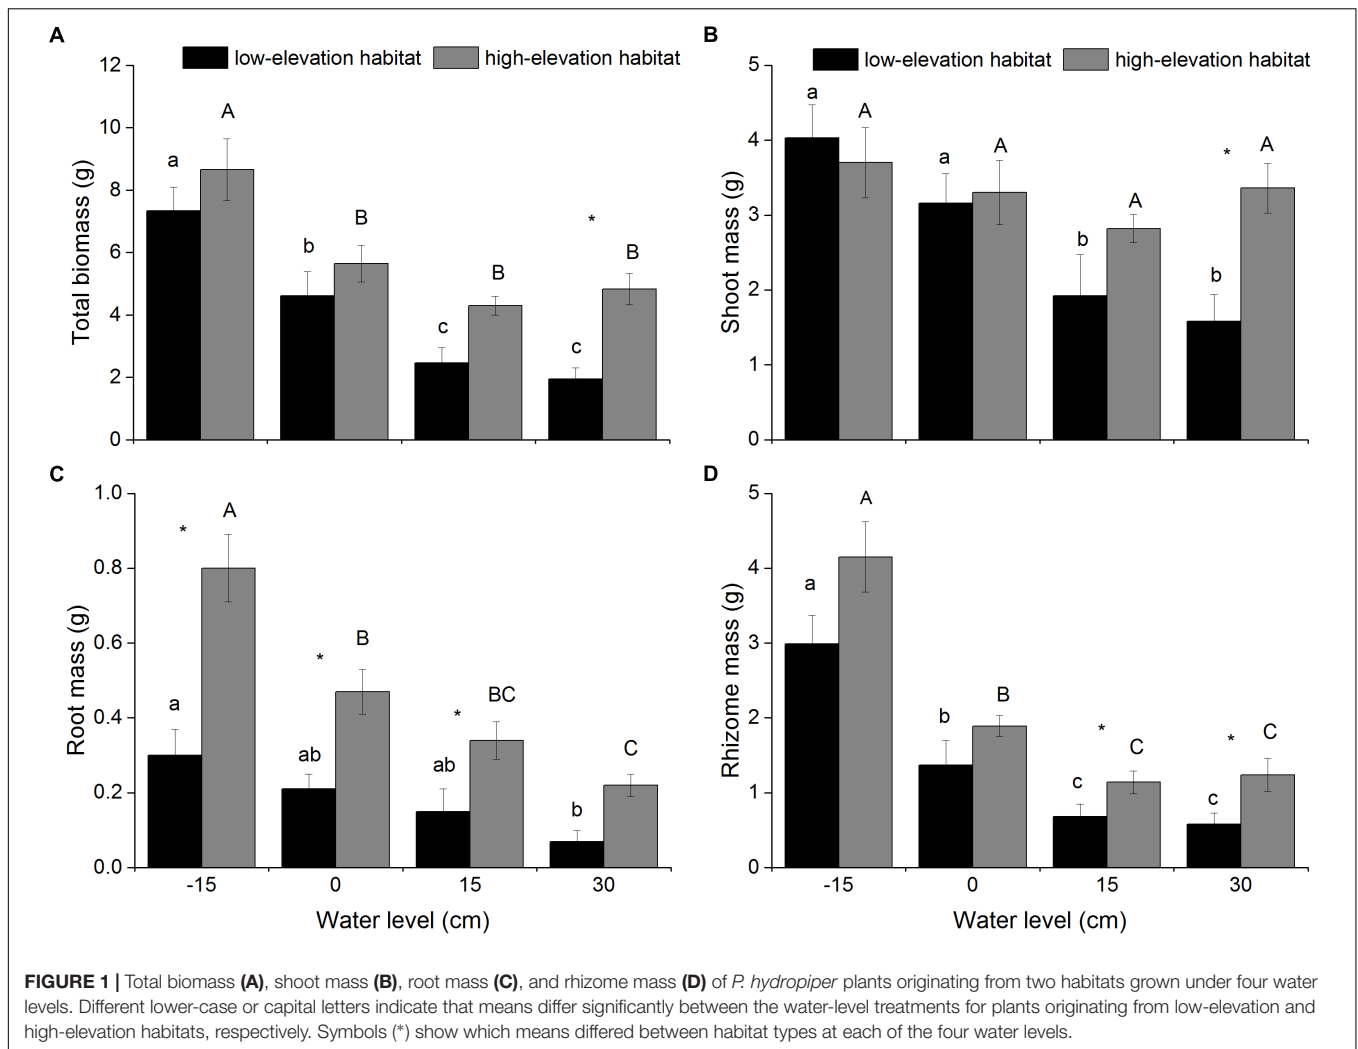 A
low-elevation habitat high-elevation habitat
Total biomass (g)
12
10
8
6
4
2
0
a A
b B
c B
* c B
B
low-elevation habitat high-elevation habitat
Shoot mass (g)
5
4
3
2
1
0
a A
a A
b A
* b A
C
Root mass (g)
1.0
0.8
0.6
0.4
0.2
0.0
* a A
* ab B
* ab BC
b C
-15 0 15 30
Water level (cm)
D
Rhizome mass (g)
5
4
3
2
1
0
a A
b B
* c C
* c C
-15 0 15 30
Water level (cm)
FIGURE 1 | Total biomass (A), shoot mass (B), root mass (C), and rhizome mass (D) of P. hydropiper plants originating from two habitats grown under four water
levels. Different lower-case or capital letters indicate that means differ significantly between the water-level treatments for plants originating from low-elevation and
high-elevation habitats, respectively. Symbols (*) show which means differed between habitat types at each of the four water levels.